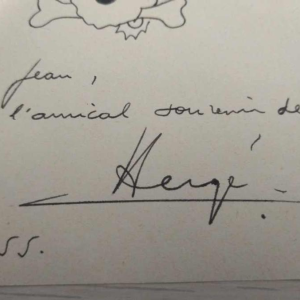 Jean,
l'amical souvenir de
Hergé
55.